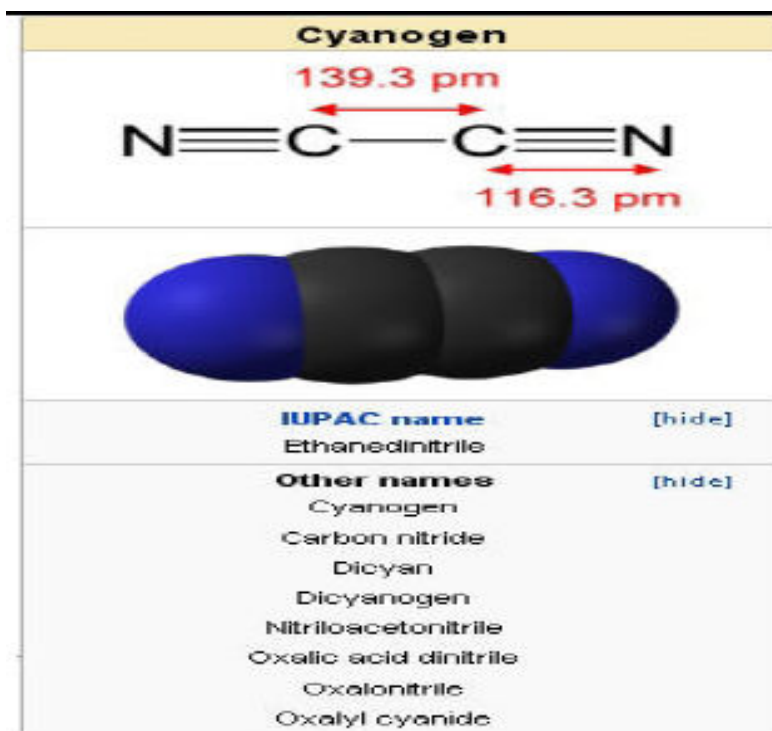 Cyanogen
139.3 pm
N≡C—C≡N
116.3 pm
IUPAC name [hide]
Ethanedinitrile
Other names [hide]
Cyanogen
Carbon nitride
Dicyan
Dicyanogen
Nitriloacetonitrile
Oxalic acid dinitrile
Oxalonitrile
Oxalyl cyanide